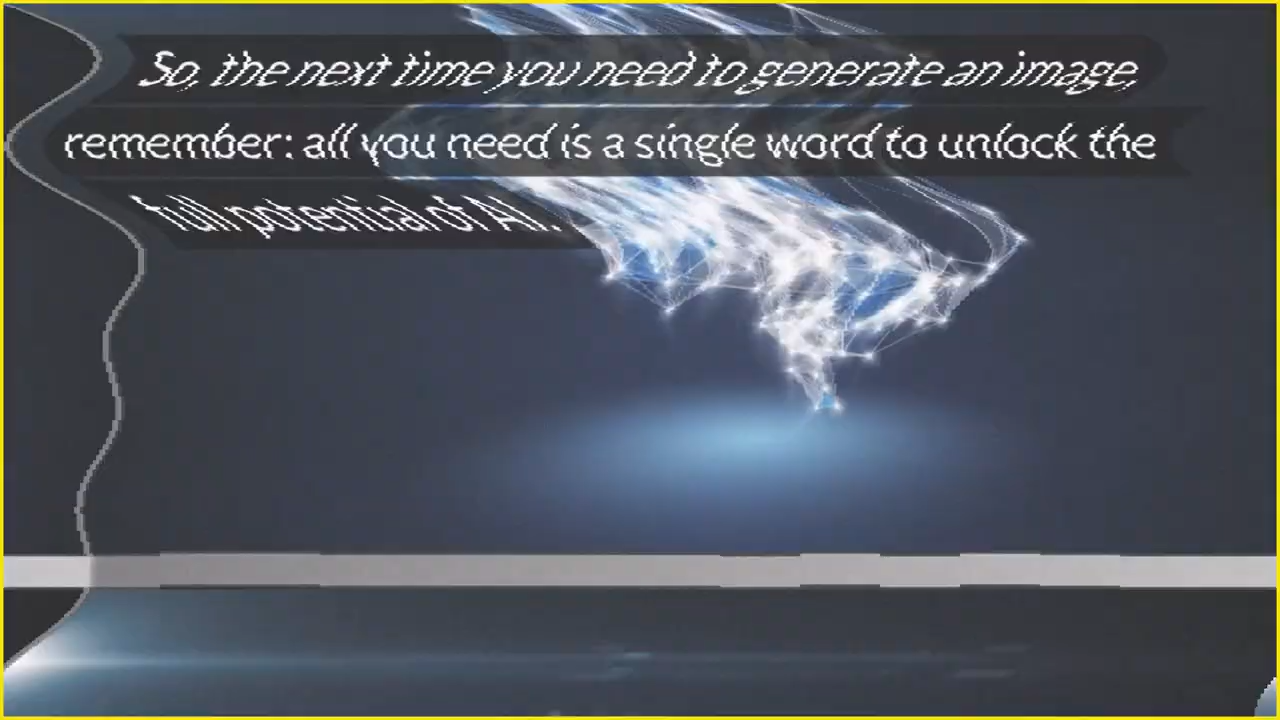 So, the next time you need to generate an image,
remember: all you need is a single word to unlock the
full potential of AI.